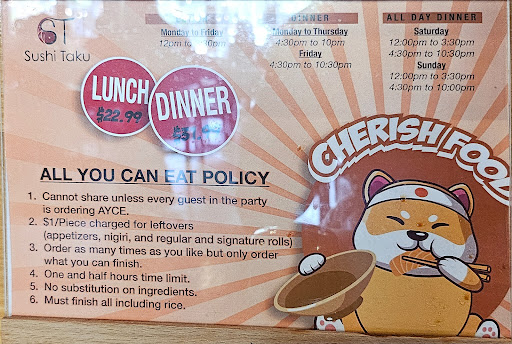 ST
Sushi Taku
DINNER
ALL DAY DINNER
Monday to Friday
12pm to
Monday to Thursday
4:30pm to 10pm
Friday
4:30pm to 10:30pm
Saturday
12:00pm to 3:30pm
4:30pm to 10:30pm
Sunday
12:00pm to 3:30pm
4:30pm to 10:00pm
LUNCH
$22.99
DINNER
CHERISH FOOD
ALL YOU CAN EAT POLICY
1. Cannot share unless every guest in the party
is ordering AYCE.
2. $1/Piece charged for leftovers
(appetizers, nigiri, and regular and signature rolls)
3. Order as many times as you like but only order
what you can finish.
4. One and half hours time limit.
5. No substitution on ingredients.
6. Must finish all including rice.